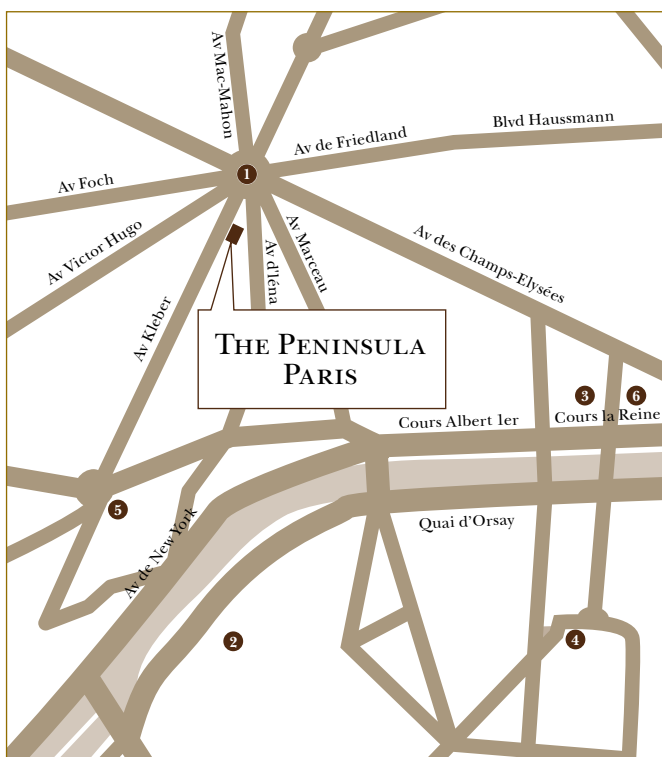 Av Mac-Mahon
Blvd Haussmann
Av de Friedland
1
Av Foch
Av Victor Hugo
Av Marceau
Av d'Iéna
Av des Champs-Elysées
Av Kleber
THE PENINSULA
PARIS
3
6
Cours Albert 1er
Cours la Reine
5
Quai d'Orsay
Av de New York
2
4